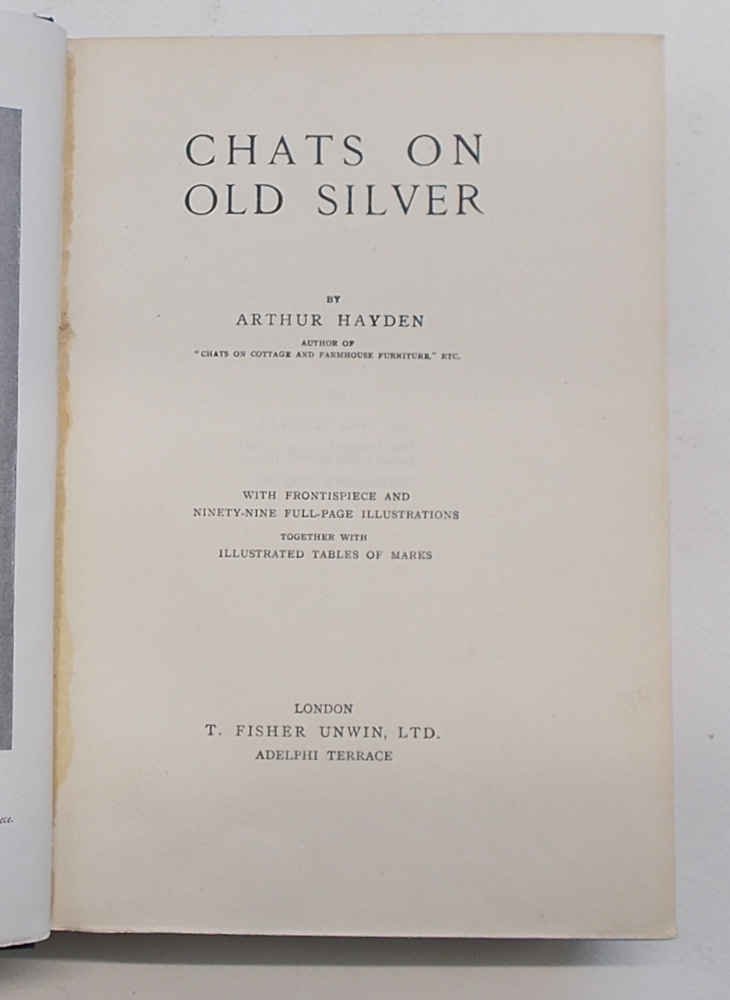 CHATS ON
OLD SILVER
BY
ARTHUR HAYDEN
AUTHOR OF
"CHATS ON COTTAGE AND FARMHOUSE FURNITURE," ETC.
WITH FRONTISPIECE AND
NINETY-NINE FULL-PAGE ILLUSTRATIONS
TOGETHER WITH
ILLUSTRATED TABLES OF MARKS
LONDON
T. FISHER UNWIN, LTD.
ADELPHI TERRACE